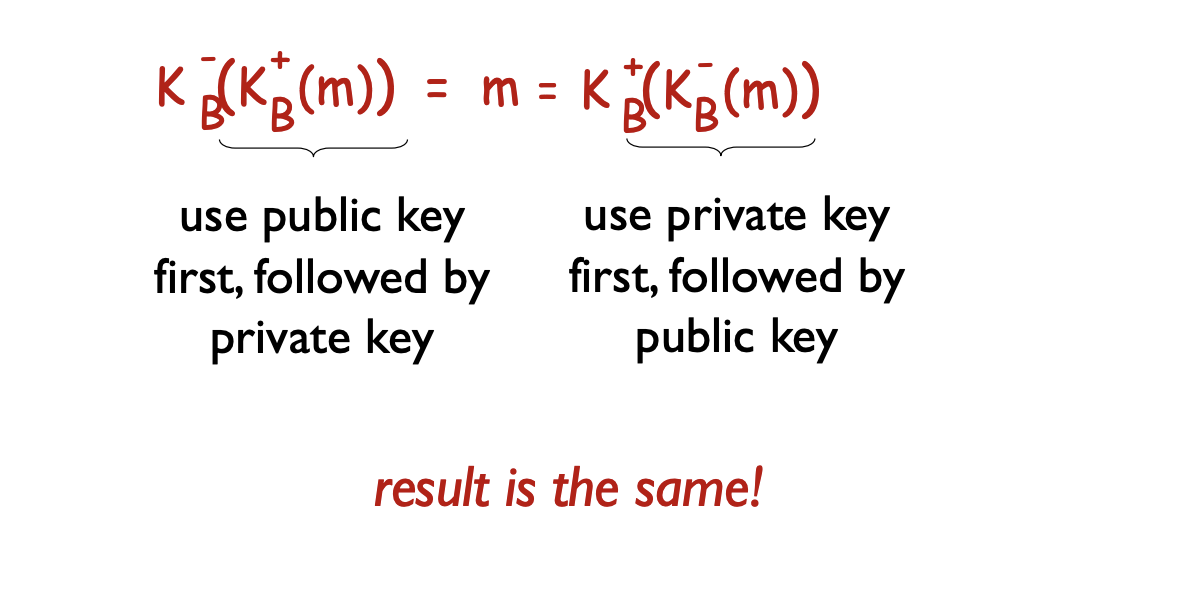 K_B^-(K_B^+(m)) = m = K_B^+(K_B^-(m))
use public key
first, followed by
private key
use private key
first, followed by
public key
result is the same!